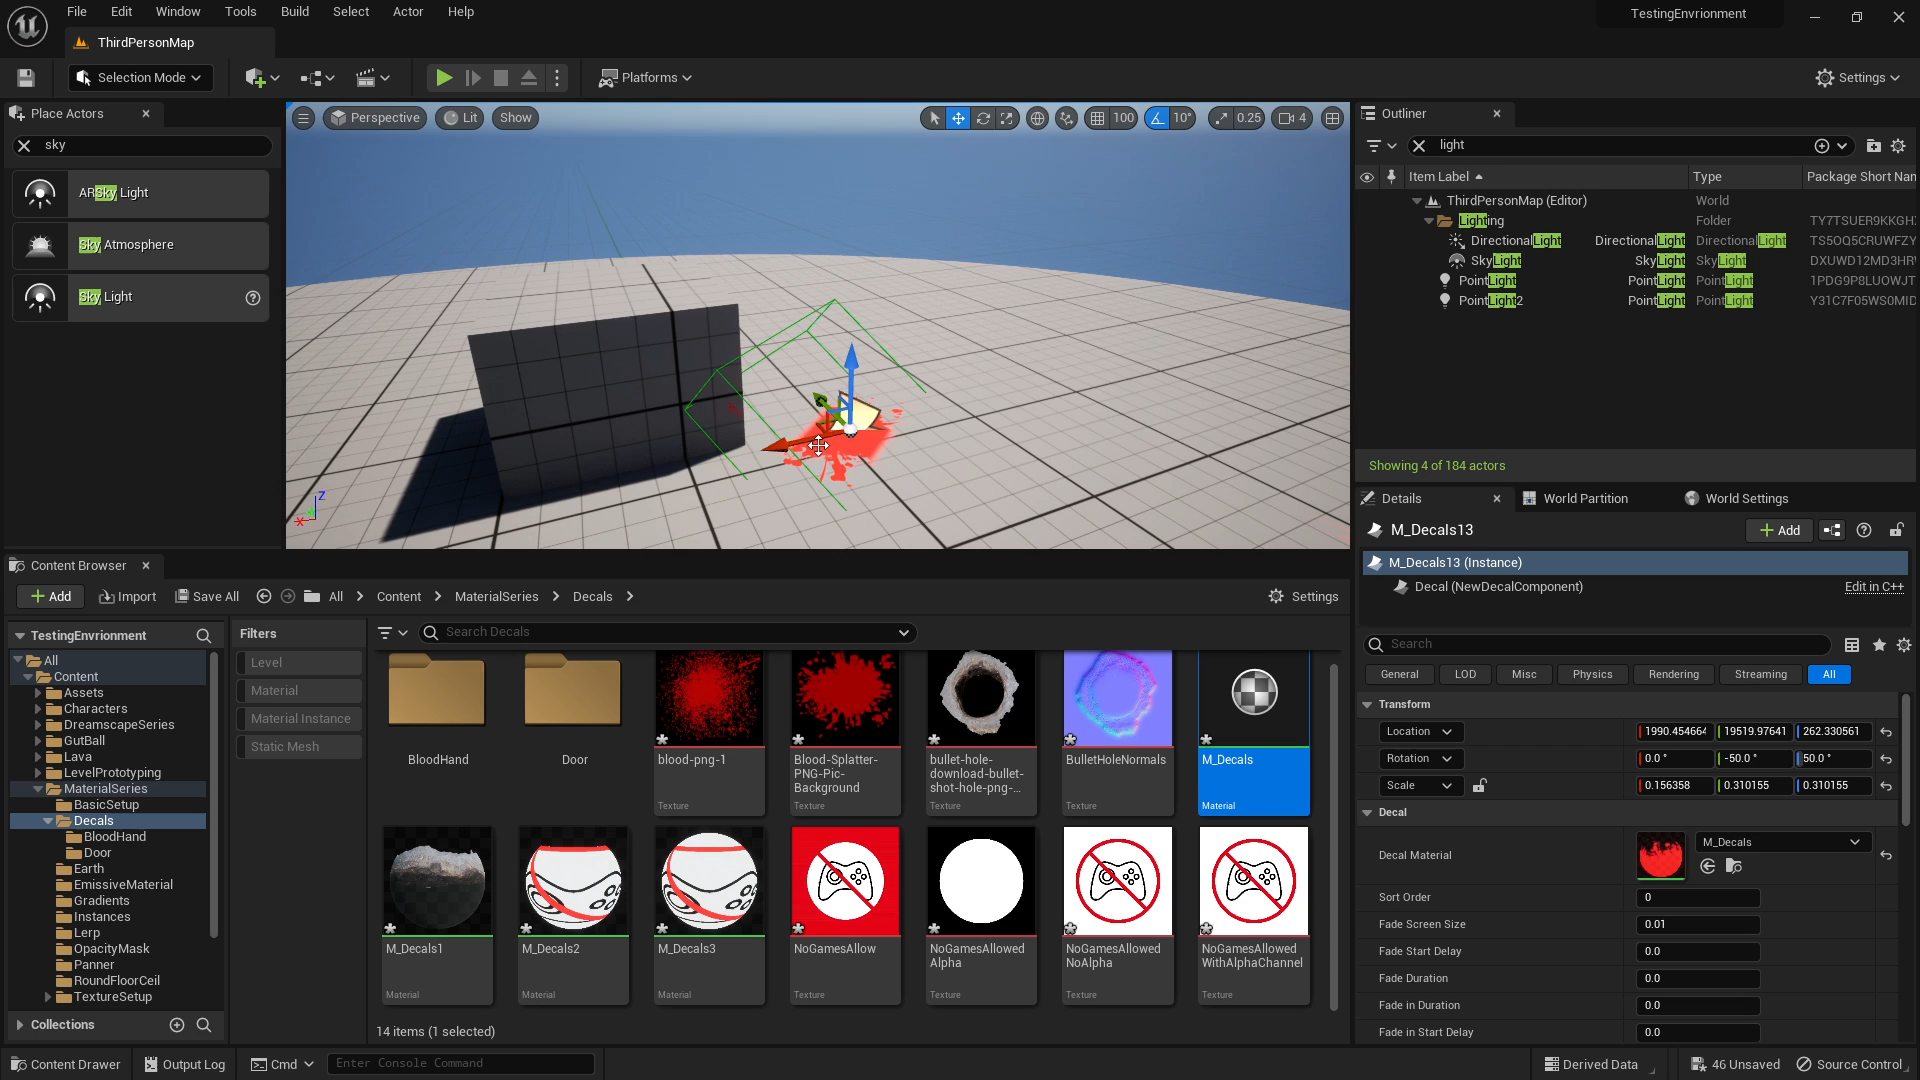 File Edit Window Tools Build Select Actor Help
TestingEnvrionment
ThirdPersonMap
Selection Mode
Platforms
Settings
Place Actors
sky
ARSky Light
Sky Atmosphere
Sky Light
Perspective Lit Show
100 10° 0.25 4
Z
X
Outliner
light
Item Label Type Package Short Nan
ThirdPersonMap (Editor) World
Lighting Folder TY7TSUER9KKGH
DirectionalLight DirectionalLight DirectionalLight TS5OQ5CRUWFZY
SkyLight SkyLight SkyLight DXUWD12MD3HR
PointLight PointLight PointLight 1PDG9P8LUOWJT
PointLight2 PointLight PointLight Y31C7F05WS0MID
Showing 4 of 184 actors
Details World Partition World Settings
M_Decals13
Add
M_Decals13 (Instance)
Decal (NewDecalComponent) Edit in C++
Search
General LOD Misc Physics Rendering Streaming All
Transform
Location 1990.454664 19519.97641 262.330561
Rotation 0.0 ° -50.0 ° 50.0 °
Scale 0.156358 0.310155 0.310155
Decal
Decal Material M_Decals
Sort Order 0
Fade Screen Size 0.01
Fade Start Delay 0.0
Fade Duration 0.0
Fade in Duration 0.0
Fade in Start Delay 0.0
Content Browser
Add Import Save All All Content MaterialSeries Decals
Settings
TestingEnvrionment
All
Content
Assets
Characters
DreamscapeSeries
GutBall
Lava
LevelPrototyping
MaterialSeries
BasicSetup
Decals
BloodHand
Door
Earth
EmissiveMaterial
Gradients
Instances
Lerp
OpacityMask
Panner
RoundFloorCeil
TextureSetup
Collections
Filters
Level
Material
Material Instance
Static Mesh
Search Decals
BloodHand
Door
blood-png-1
Texture
Blood-Splatter-
PNG-Pic-
Background
Texture
bullet-hole-
download-bullet-
shot-hole-png-...
Texture
BulletHoleNormals
Texture
M_Decals
Material
M_Decals1
Material
M_Decals2
Material
M_Decals3
Material
NoGamesAllow
Texture
NoGamesAllowed
Alpha
Texture
NoGamesAllowed
NoAlpha
Texture
NoGamesAllowed
WithAlphaChannel
Texture
14 items (1 selected)
Content Drawer Output Log Cmd Enter Console Command
Derived Data 46 Unsaved Source Control